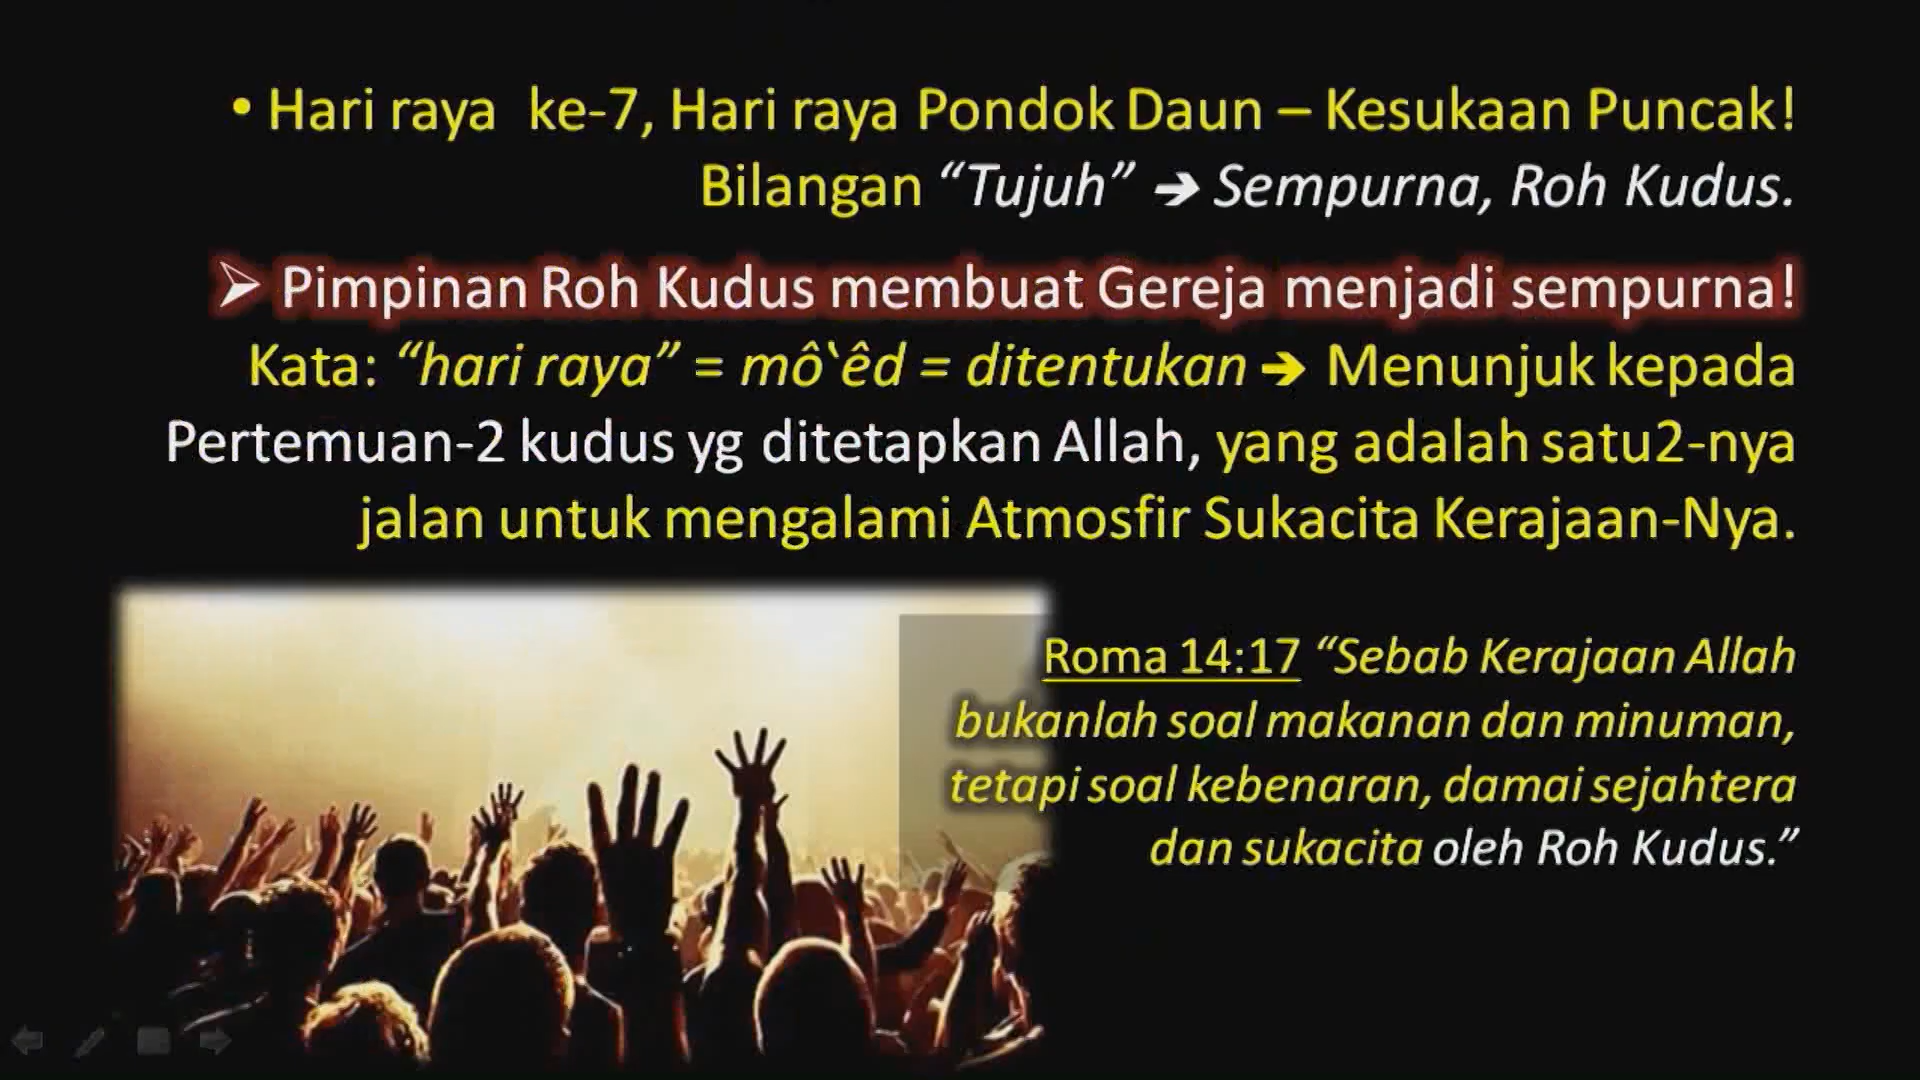 • Hari raya ke-7, Hari raya Pondok Daun – Kesukaan Puncak!
Bilangan “Tujuh” ➔ Sempurna, Roh Kudus.
➢ Pimpinan Roh Kudus membuat Gereja menjadi sempurna!
Kata: “hari raya” = mô‛êd = ditentukan ➔ Menunjuk kepada
Pertemuan-2 kudus yg ditetapkan Allah, yang adalah satu2-nya
jalan untuk mengalami Atmosfir Sukacita Kerajaan-Nya.
Roma 14:17 “Sebab Kerajaan Allah
bukanlah soal makanan dan minuman,
tetapi soal kebenaran, damai sejahtera
dan sukacita oleh Roh Kudus.”